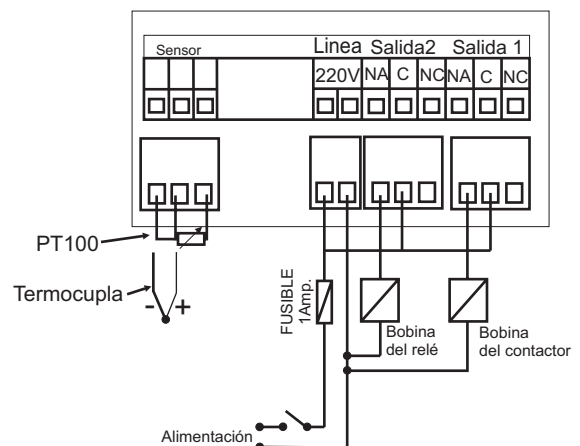 Sensor
Linea Salida2 Salida 1
220V NA C NC NA C NC
PT100
Termocupla
- +
FUSIBLE
1Amp.
Bobina
del relé
Bobina
del contactor
Alimentación